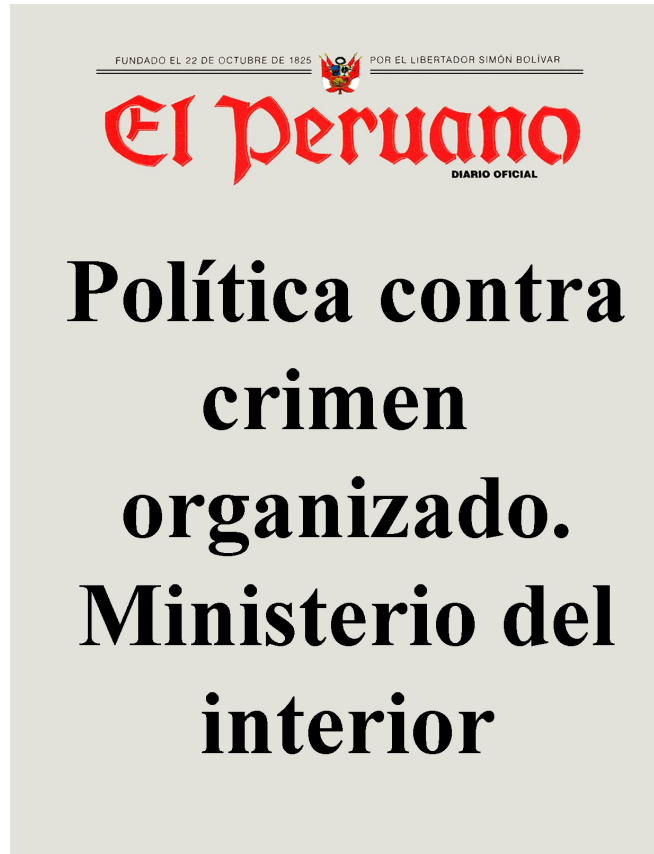 FUNDADO EL 22 DE OCTUBRE DE 1825 POR EL LIBERTADOR SIMÓN BOLÍVAR
El Peruano
DIARIO OFICIAL
Política contra
crimen
organizado.
Ministerio del
interior